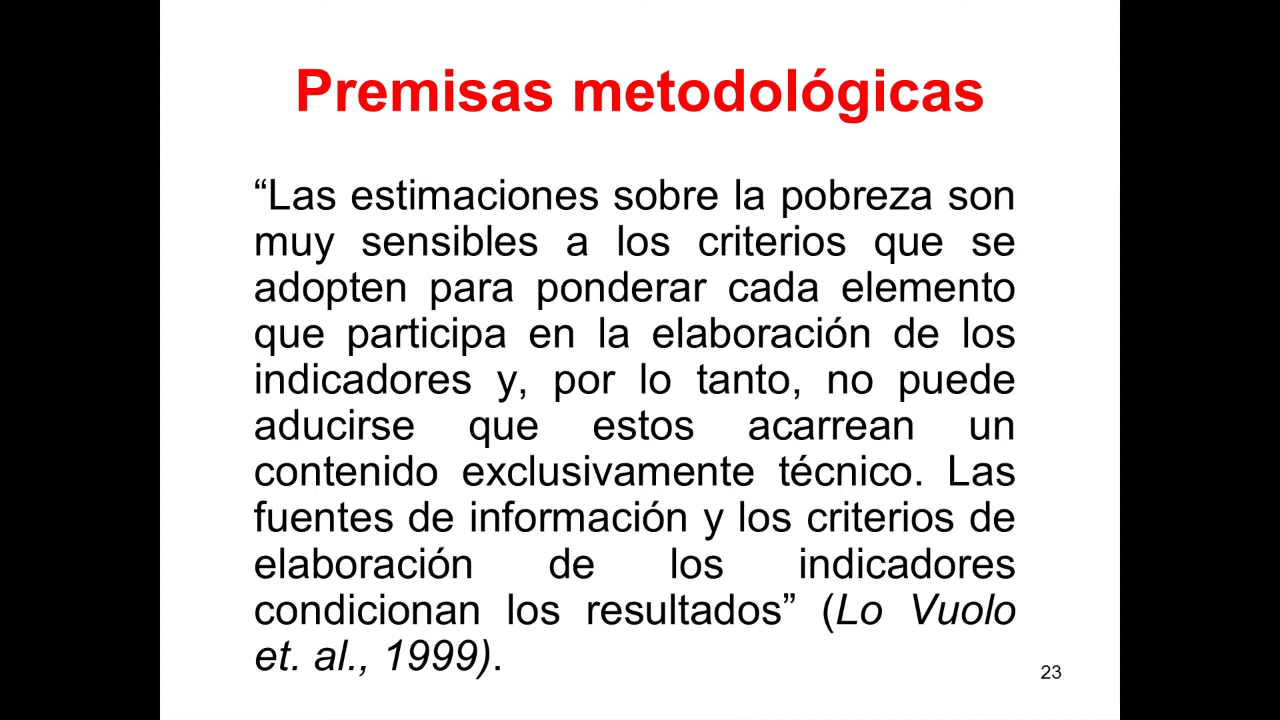 Premisas metodológicas
“Las estimaciones sobre la pobreza son
muy sensibles a los criterios que se
adopten para ponderar cada elemento
que participa en la elaboración de los
indicadores y, por lo tanto, no puede
aducirse que estos acarrean un
contenido exclusivamente técnico. Las
fuentes de información y los criterios de
elaboración de los indicadores
condicionan los resultados” (Lo Vuolo
et. al., 1999).
23